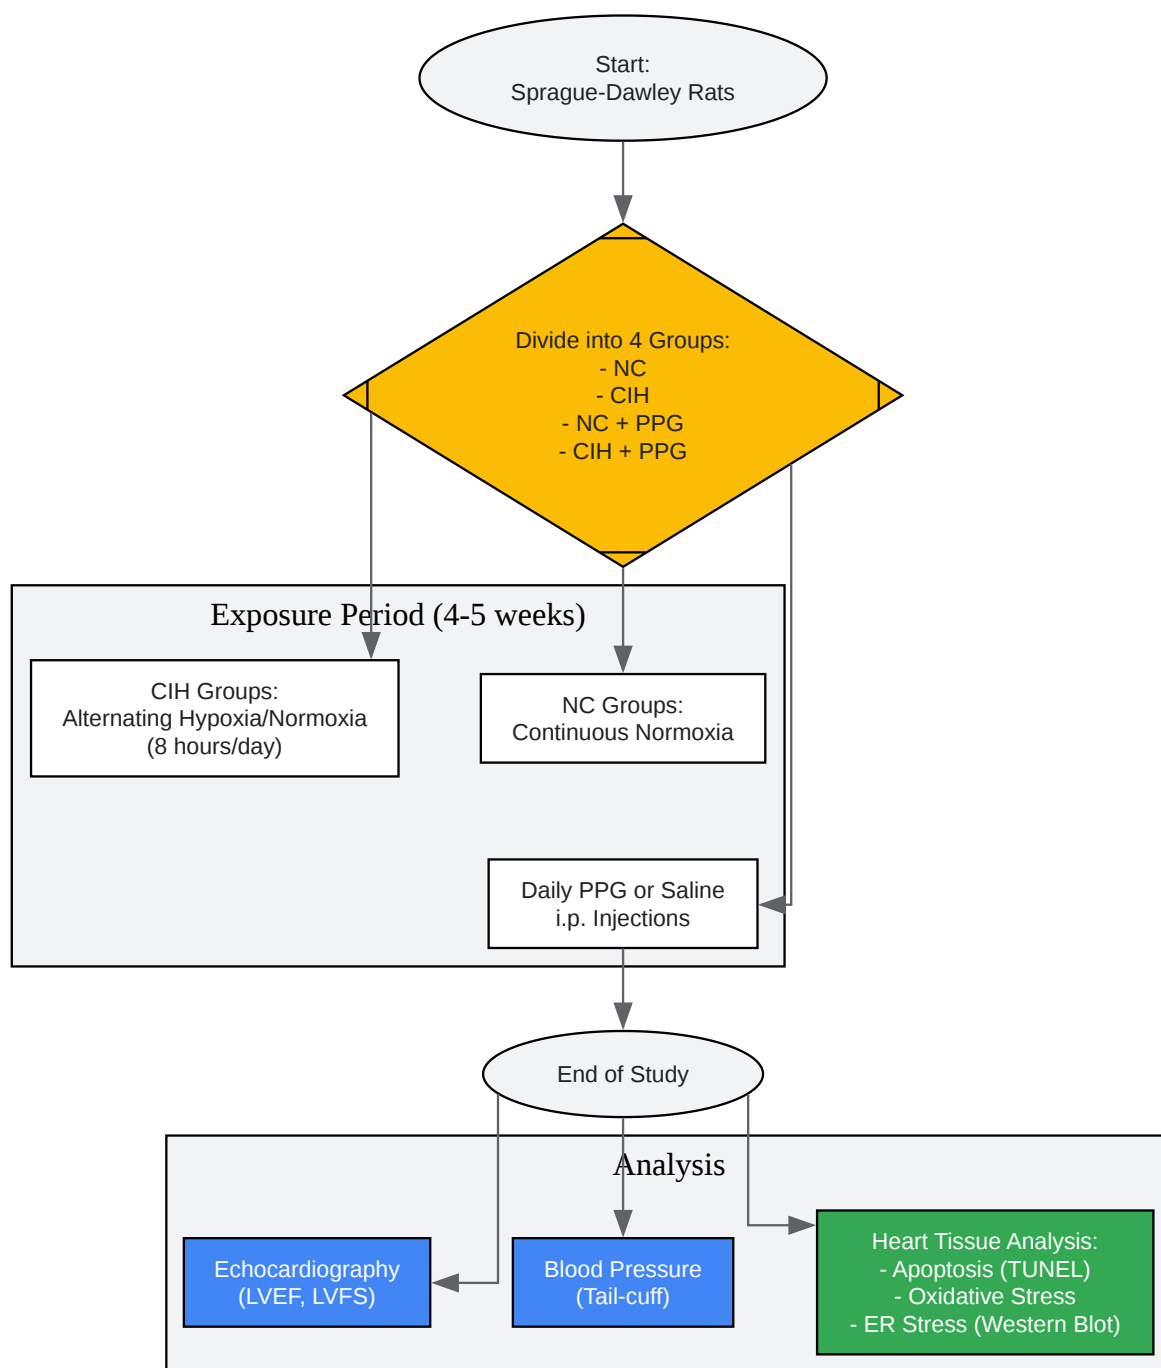 Start:
Sprague-Dawley Rats
Divide into 4 Groups:
- NC
- CIH
- NC + PPG
- CIH + PPG
Exposure Period (4-5 weeks)
CIH Groups:
Alternating Hypoxia/Normoxia
(8 hours/day)
NC Groups:
Continuous Normoxia
Daily PPG or Saline
i.p. Injections
End of Study
Analysis
Echocardiography
(LVEF, LVFS)
Blood Pressure
(Tail-cuff)
Heart Tissue Analysis:
- Apoptosis (TUNEL)
- Oxidative Stress
- ER Stress (Western Blot)